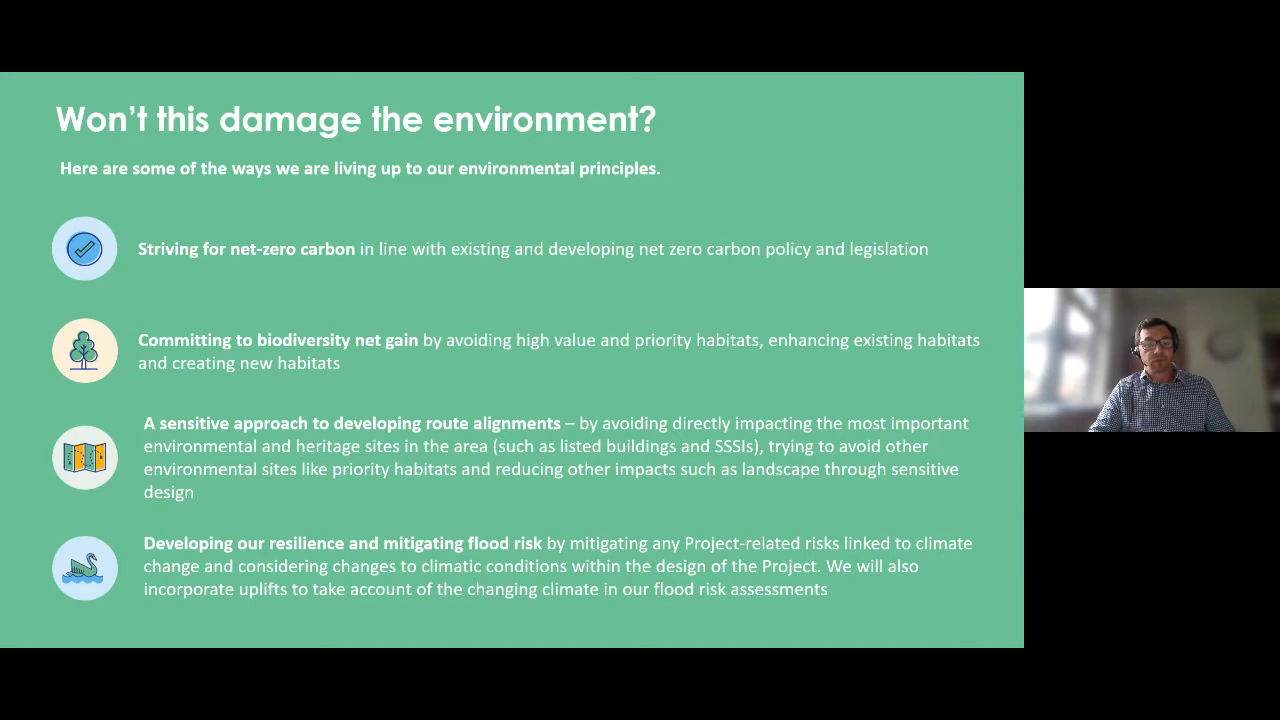 Won’t this damage the environment?
Here are some of the ways we are living up to our environmental principles.
Striving for net-zero carbon in line with existing and developing net zero carbon policy and legislation
Committing to biodiversity net gain by avoiding high value and priority habitats, enhancing existing habitats
and creating new habitats
A sensitive approach to developing route alignments – by avoiding directly impacting the most important
environmental and heritage sites in the area (such as listed buildings and SSSIs), trying to avoid other
environmental sites like priority habitats and reducing other impacts such as landscape through sensitive
design
Developing our resilience and mitigating flood risk by mitigating any Project-related risks linked to climate
change and considering changes to climatic conditions within the design of the Project. We will also
incorporate uplifts to take account of the changing climate in our flood risk assessments